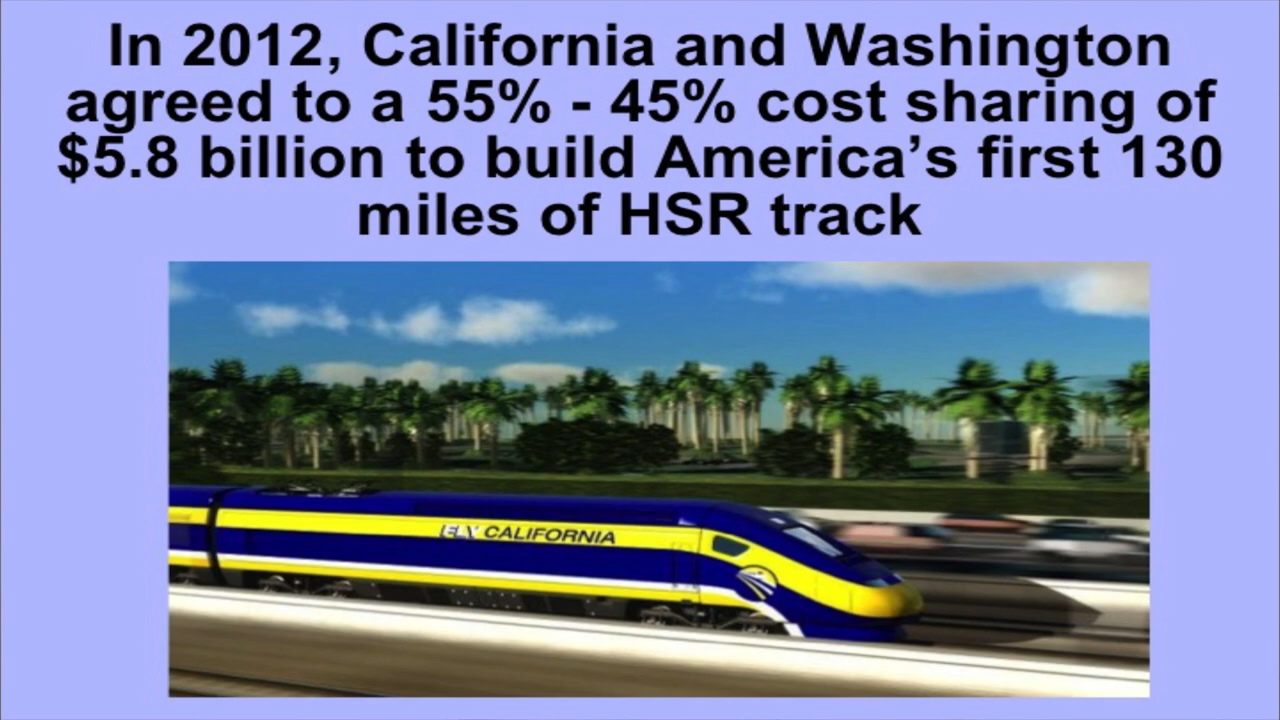 In 2012, California and Washington
agreed to a 55% - 45% cost sharing of
$5.8 billion to build America’s first 130
miles of HSR track
FLY CALIFORNIA